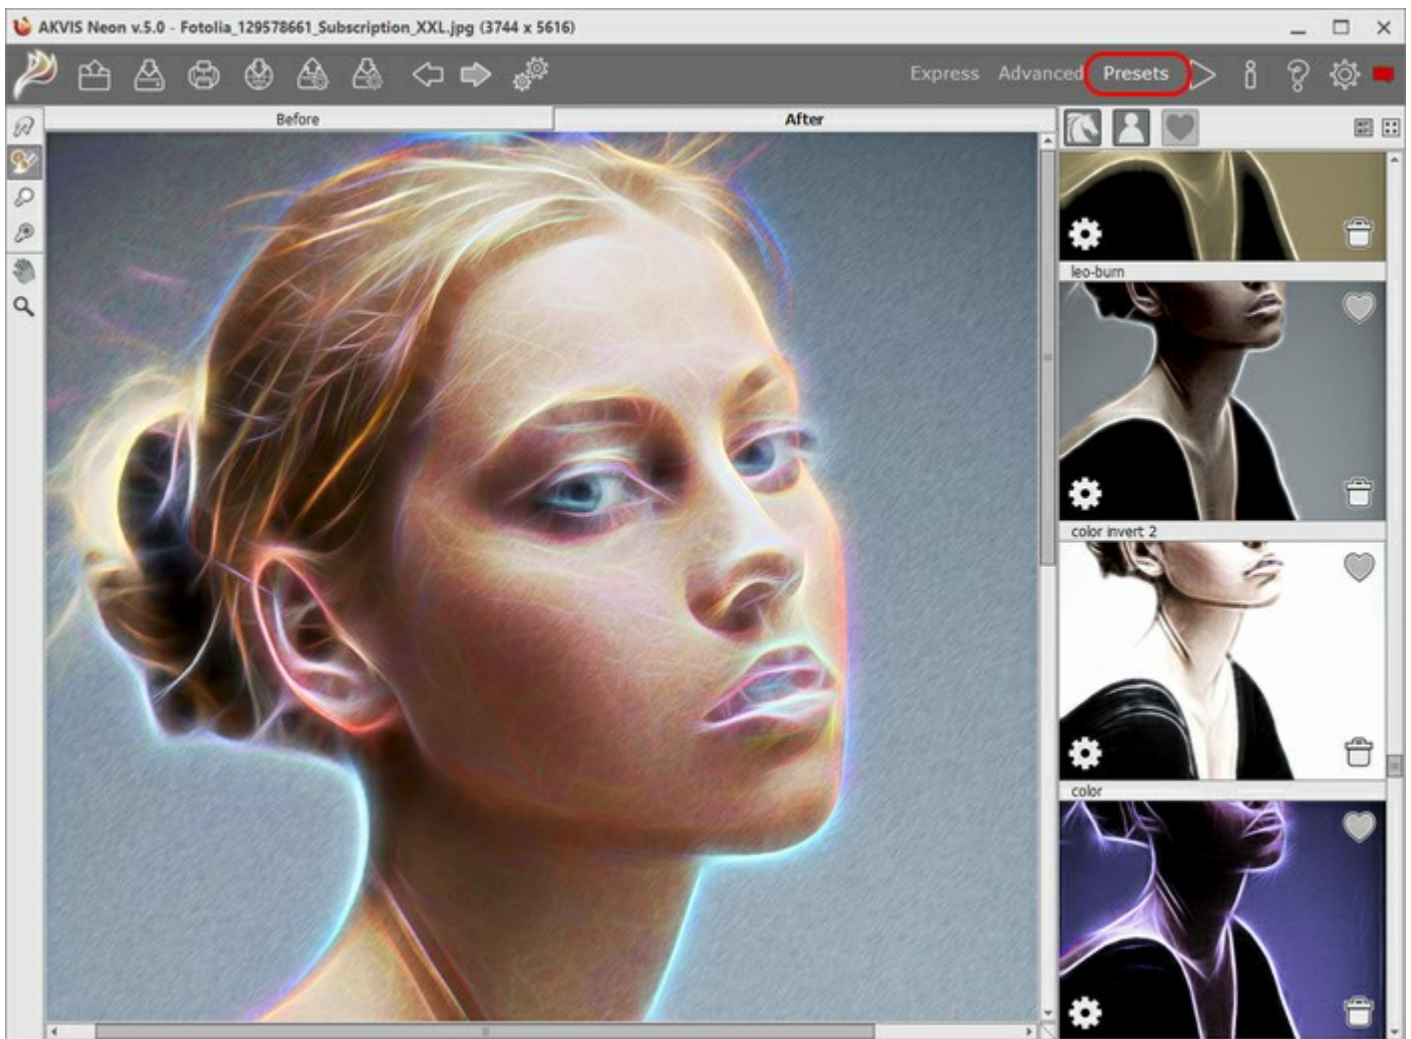 AKVIS Neon v.5.0 - Fotolia_129578661_Subscription_XXL.jpg (3744 x 5616)
Express Advanced Presets
Before After
leo-burn
color invert 2
color